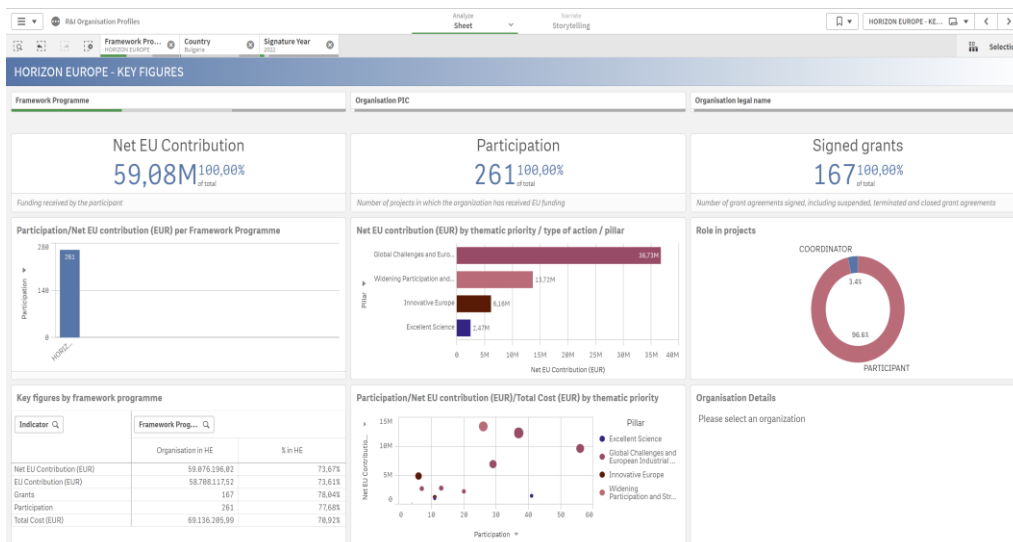 R&I Organisation Profiles
Analyze
Sheet
Narrate
Storytelling
HORIZON EUROPE - KE...
Framework Pro...
HORIZON EUROPE
Country
Bulgaria
Signature Year
2022
Selectio
HORIZON EUROPE - KEY FIGURES
Framework Programme
Organisation PIC
Organisation legal name
Net EU Contribution
59,08M 100,00%
of total
Funding received by the participant
Participation
261 100,00%
of total
Number of projects in which the organization has received EU funding
Signed grants
167 100,00%
of total
Number of grant agreements signed, including suspended, terminated and closed grant agreements
Participation/Net EU contribution (EUR) per Framework Programme
Participation
280
140
0
261
HORIZ...
Net EU contribution (EUR) by thematic priority / type of action / pillar
Pillar
Global Challenges and Euro...
36,73M
Widening Participation and...
13,72M
Innovative Europe
6,16M
Excellent Science
2,47M
0 5M 10M 15M 20M 25M 30M 35M 40M
Net EU Contribution (EUR)
Role in projects
COORDINATOR
3.4%
96.6%
PARTICIPANT
Key figures by framework programme
Indicator
Framework Prog...
Organisation in HE % in HE
Net EU Contribution (EUR) 59.076.196,02 73,67%
EU Contribution (EUR) 58.708.117,52 73,61%
Grants 167 78,04%
Participation 261 77,68%
Total Cost (EUR) 69.136.205,99 70,92%
Participation/Net EU contribution (EUR)/Total Cost (EUR) by thematic priority
Net EU Contributio...
15M
10M
5M
0
0 10 20 30 40 50 60
Participation
Pillar
Excellent Science
Global Challenges and
European Industrial ...
Innovative Europe
Widening
Participation and Str...
Organisation Details
Please select an organization